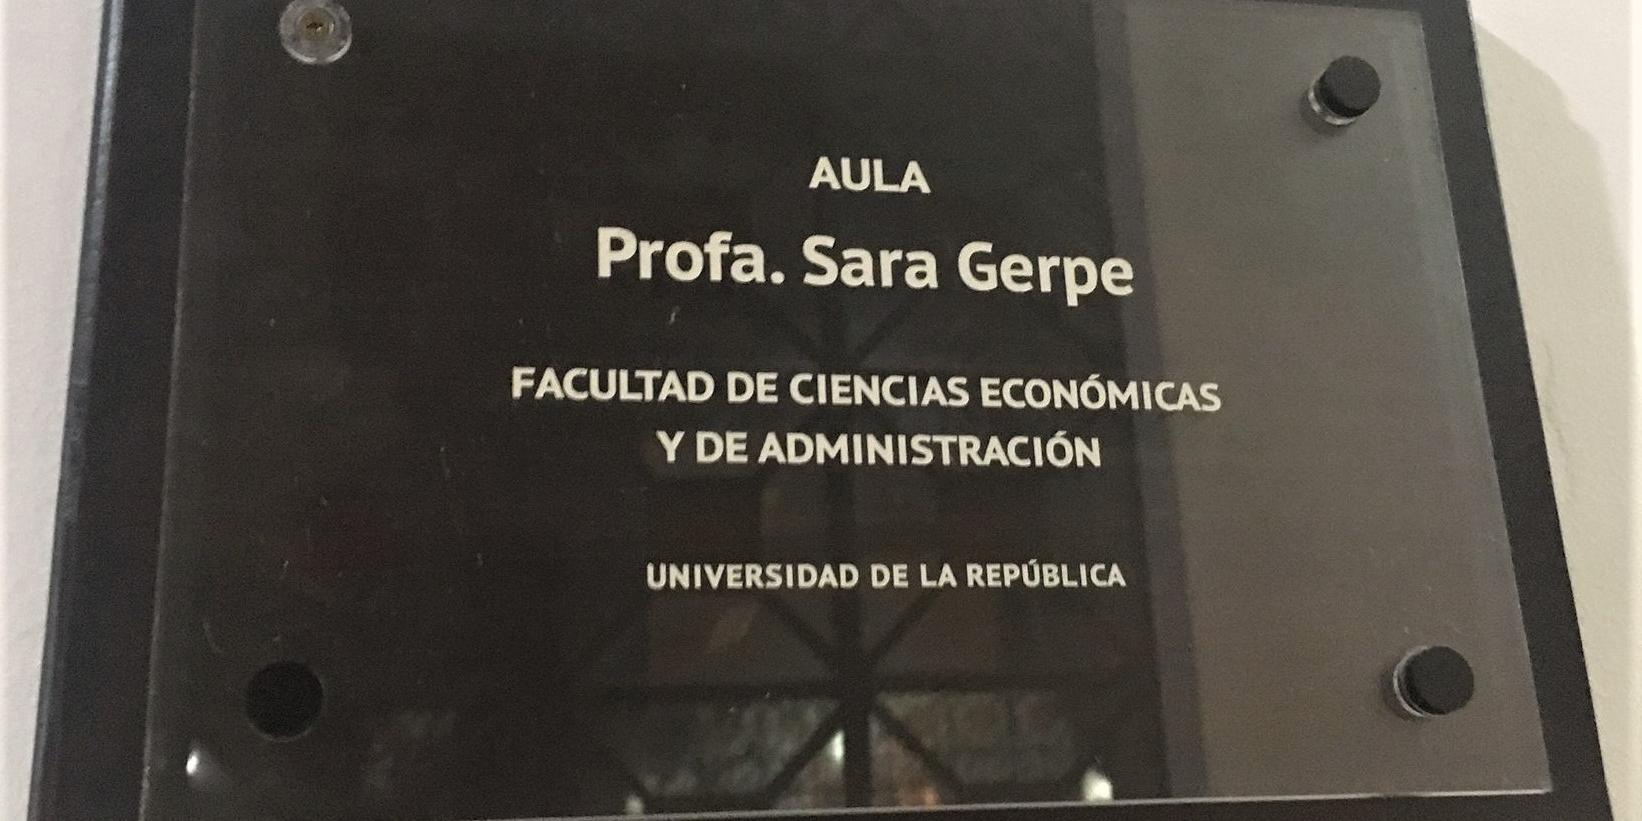 AULA
Profa. Sara Gerpe
FACULTAD DE CIENCIAS ECONÓMICAS
Y DE ADMINISTRACIÓN
UNIVERSIDAD DE LA REPÚBLICA